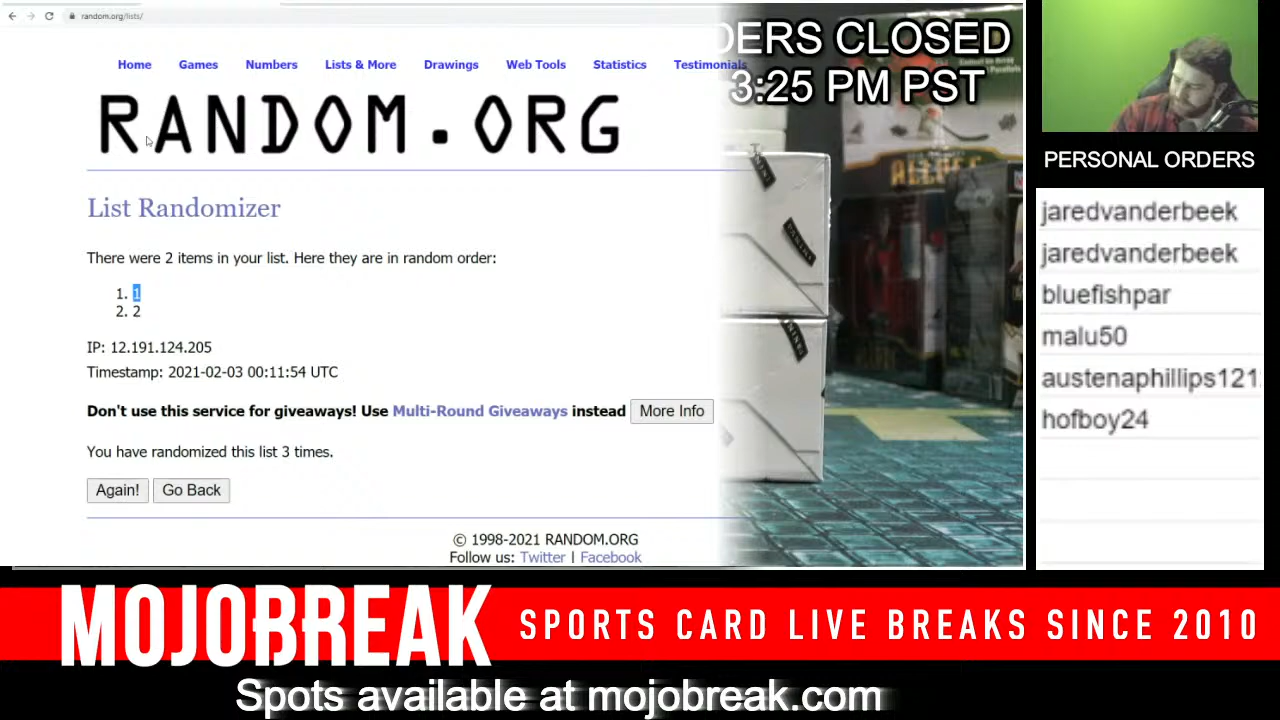 random.org/lists/
Home Games Numbers Lists & More Drawings Web Tools Statistics Testimonials
RANDOM.ORG
List Randomizer
There were 2 items in your list. Here they are in random order:
1. 1
2. 2
IP: 12.191.124.205
Timestamp: 2021-02-03 00:11:54 UTC
Don't use this service for giveaways! Use Multi-Round Giveaways instead More Info
You have randomized this list 3 times.
Again! Go Back
© 1998-2021 RANDOM.ORG
Follow us: Twitter | Facebook
DERS CLOSED
3:25 PM PST
PERSONAL ORDERS
jaredvanderbeek
jaredvanderbeek
bluefishpar
malu50
austenaphillips121
hofboy24
MOJOBREAK
SPORTS CARD LIVE BREAKS SINCE 2010
Spots available at mojobreak.com